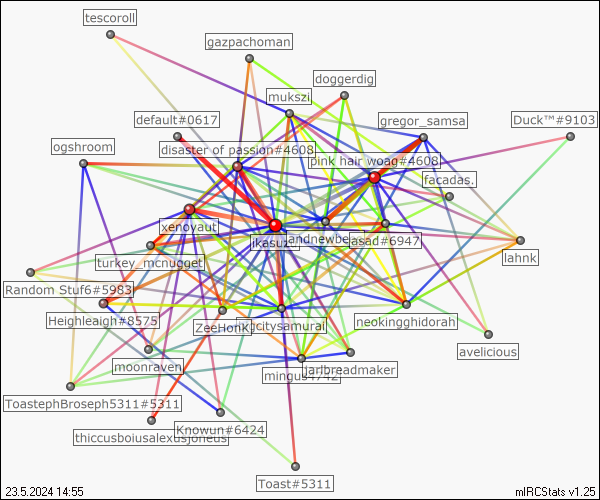 tescoroll
gazpachoman
doggerdig
mukszi
default#0617
gregor_samsa
Duck™#9103
ogshroom
disaster of passion#4608
pink hair woag#4608
facadas.
xenoyaut
ikesux
andnewbe
asad#6947
lahnk
turkey_mcnugget
Random Stuf6#5983
Heighleaigh#8575
ZeeHonK
gcitysamurai
neokingghidorah
moonraven
avelicious
mingus4742
jarlbreadmaker
ToastephBroseph5311#5311
Knowun#6424
thiccusboiusalexusjoneus
Toast#5311
23.5.2024 14:55
mIRCStats v1.25